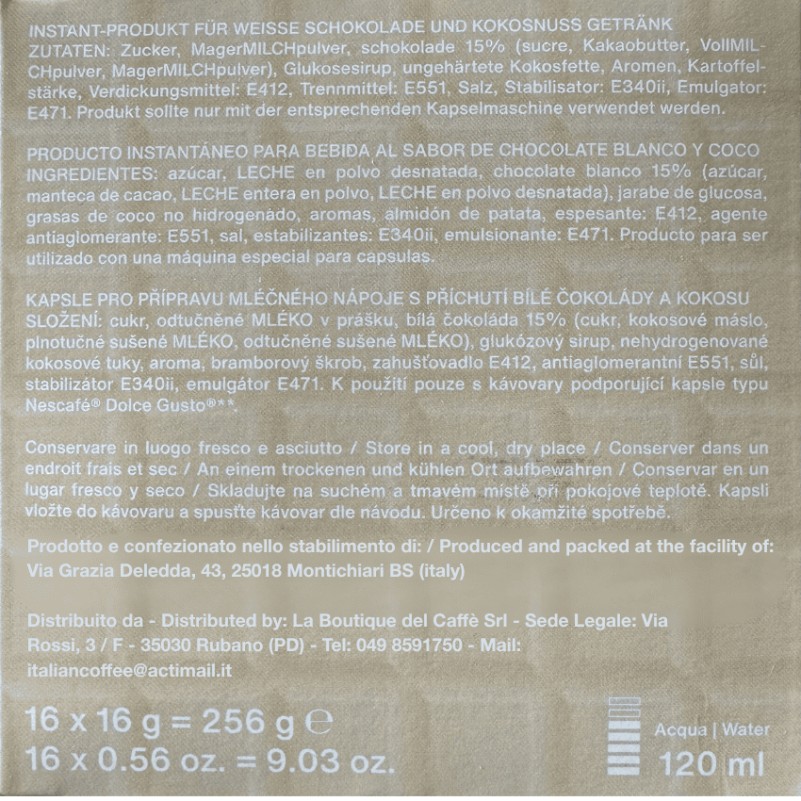 INSTANT-PRODUKT FÜR WEISSE SCHOKOLADE UND KOKOSNUSS GETRÄNK
ZUTATEN: Zucker, MagerMILCHpulver, schokolade 15% (sucre, Kakaobutter, VollMIL-
CHpulver, MagerMILCHpulver), Glukosesirup, ungehärtete Kokosfette, Aromen, Kartoffel-
stärke, Verdickungsmittel: E412, Trennmittel: E551, Salz, Stabilisator: E340ii, Emulgator:
E471. Produkt sollte nur mit der entsprechenden Kapselmaschine verwendet werden.
PRODUCTO INSTANTÁNEO PARA BEBIDA AL SABOR DE CHOCOLATE BLANCO Y COCO
INGREDIENTES: azúcar, LECHE en polvo desnatada, chocolate blanco 15% (azúcar,
manteca de cacao, LECHE entera en polvo, LECHE en polvo desnatada), jarabe de glucosa,
grasas de coco no hidrogenado, aromas, almidón de patata, espesante: E412, agente
antiaglomerante: E551, sal, estabilizantes: E340ii, emulsionante: E471. Producto para ser
utilizado con una máquina especial para capsulas.
KAPSLE PRO PŘÍPRAVU MLÉČNÉHO NÁPOJE S PŘÍCHUTÍ BÍLÉ ČOKOLÁDY A KOKOSU
SLOŽENÍ: cukr, odtučněné MLÉKO v prášku, bílá čokoláda 15% (cukr, kokosové máslo,
plnotučné sušené MLÉKO, odtučněné sušené MLÉKO), glukózový sirup, nehydrogenované
kokosové tuky, aroma, bramborový škrob, zahušťovadlo E412, antiaglomerantní E551, sůl,
stabilizátor E340ii, emulgátor E471. K použití pouze s kávovary podporující kapsle typu
Nescafé® Dolce Gusto®**.
Conservare in luogo fresco e asciutto / Store in a cool, dry place / Conserver dans un
endroit frais et sec / An einem trockenen und kühlen Ort aufbewahren / Conservar en un
lugar fresco y seco / Skladujte na suchém a tmavém místě při pokojové teplotě. Kapsli
vložte do kávovaru a spusťte kávovar dle návodu. Určeno k okamžité spotřebě.
Prodotto e confezionato nello stabilimento di: / Produced and packed at the facility of:
Via Grazia Deledda, 43, 25018 Montichiari BS (italy)
Distribuito da - Distributed by: La Boutique del Caffè Srl - Sede Legale: Via
Rossi, 3 / F - 35030 Rubano (PD) - Tel: 049 8591750 - Mail:
italiancoffee@actimail.it
16 x 16 g = 256 g ℮
16 x 0.56 oz. = 9.03 oz.
Acqua | Water
120 ml